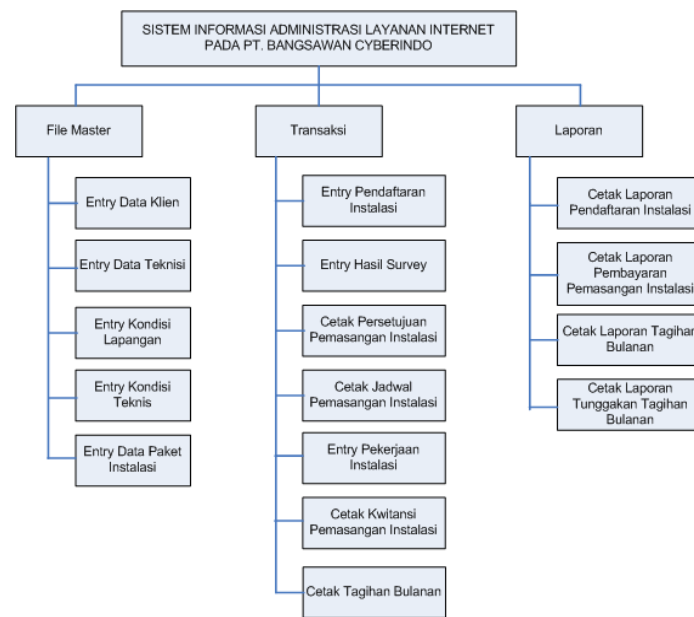 SISTEM INFORMASI ADMINISTRASI LAYANAN INTERNET
PADA PT. BANGSAWAN CYBERINDO
File Master
Transaksi
Laporan
Entry Data Klien
Entry Data Teknisi
Entry Kondisi
Lapangan
Entry Kondisi
Teknis
Entry Data Paket
Instalasi
Entry Pendaftaran
Instalasi
Entry Hasil Survey
Cetak Persetujuan
Pemasangan Instalasi
Cetak Jadwal
Pemasangan Instalasi
Entry Pekerjaan
Instalasi
Cetak Kwitansi
Pemasangan Instalasi
Cetak Tagihan Bulanan
Cetak Laporan
Pendaftaran Instalasi
Cetak Laporan
Pembayaran
Pemasangan Instalasi
Cetak Laporan Tagihan
Bulanan
Cetak Laporan
Tunggakan Tagihan
Bulanan